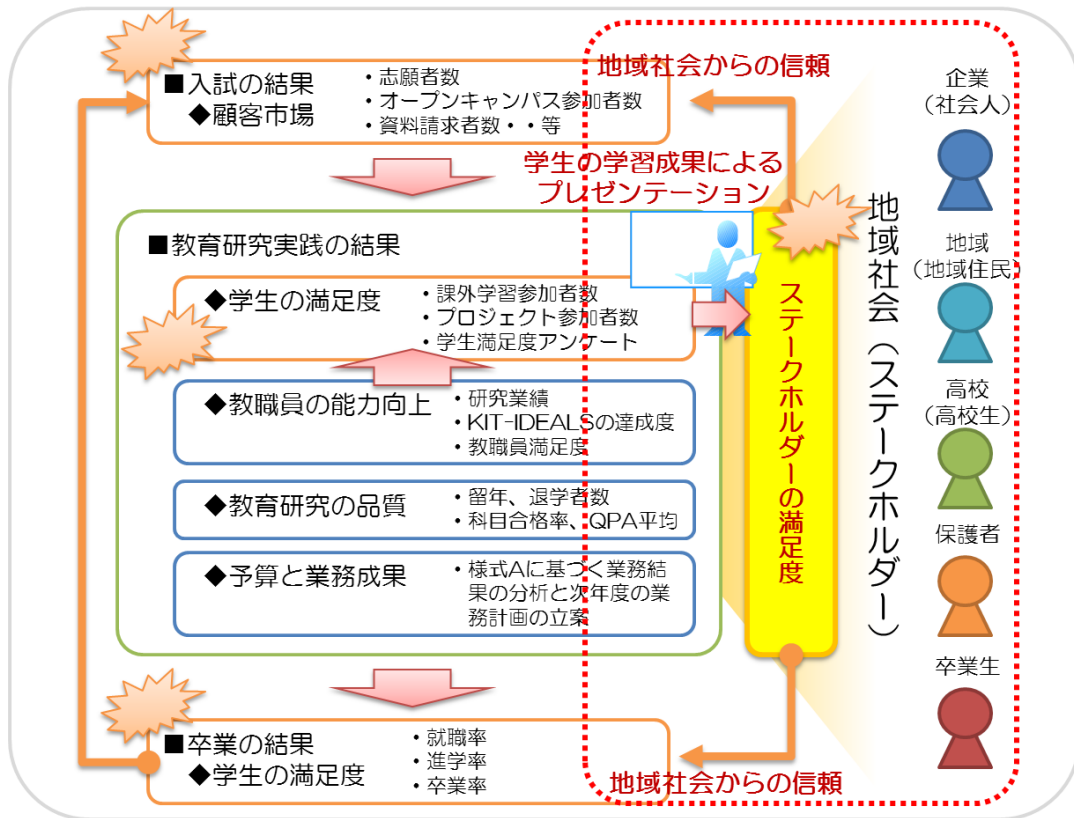 ■入試の結果
◆顧客市場
・志願者数
・オープンキャンパス参加者数
・資料請求者数・・等
地域社会からの信頼
学生の学習成果による
プレゼンテーション
■教育研究実践の結果
◆学生の満足度
・課外学習参加者数
・プロジェクト参加者数
・学生満足度アンケート
◆教職員の能力向上
・研究業績
・KIT-IDEALSの達成度
・教職員満足度
◆教育研究の品質
・留年、退学者数
・科目合格率、QPA平均
◆予算と業務成果
・様式Aに基づく業務結
果の分析と次年度の業
務計画の立案
■卒業の結果
◆学生の満足度
・就職率
・進学率
・卒業率
地域社会からの信頼
ステークホルダーの満足度
地域社会（ステークホルダー）
企業
（社会人）
地域
（地域住民）
高校
（高校生）
保護者
卒業生